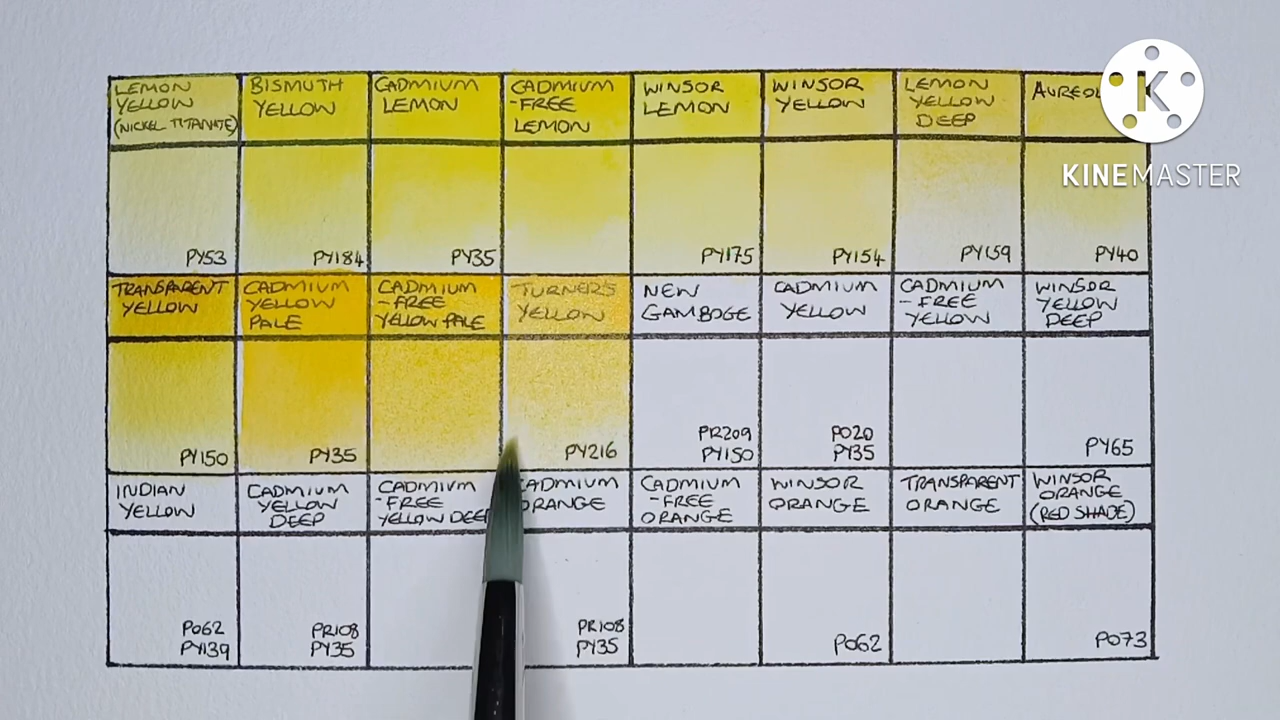 LEMON
YELLOW
(NICKEL TITANATE)
BISMUTH
YELLOW
CADMIUM
LEMON
CADMIUM
-FREE
LEMON
WINSOR
LEMON
WINSOR
YELLOW
LEMON
YELLOW
DEEP
K
KINEMASTER
PY53
PY184
PY35
PY175
PY154
PY159
PY40
TRANSPARENT
YELLOW
CADMIUM
YELLOW
PALE
CADMIUM
-FREE
YELLOW PALE
TURNER'S
YELLOW
NEW
GAMBOGE
CADMIUM
YELLOW
CADMIUM
-FREE
YELLOW
WINSOR
YELLOW
DEEP
PY150
PY35
PY216
PR209
PY150
PO20
PY35
PY65
INDIAN
YELLOW
CADMIUM
YELLOW
DEEP
CADMIUM
-FREE
YELLOW DEEP
CADMIUM
ORANGE
CADMIUM
-FREE
ORANGE
WINSOR
ORANGE
TRANSPARENT
ORANGE
WINSOR
ORANGE
(RED SHADE)
PO62
PY139
PR108
PY35
PR108
PY35
PO62
PO73